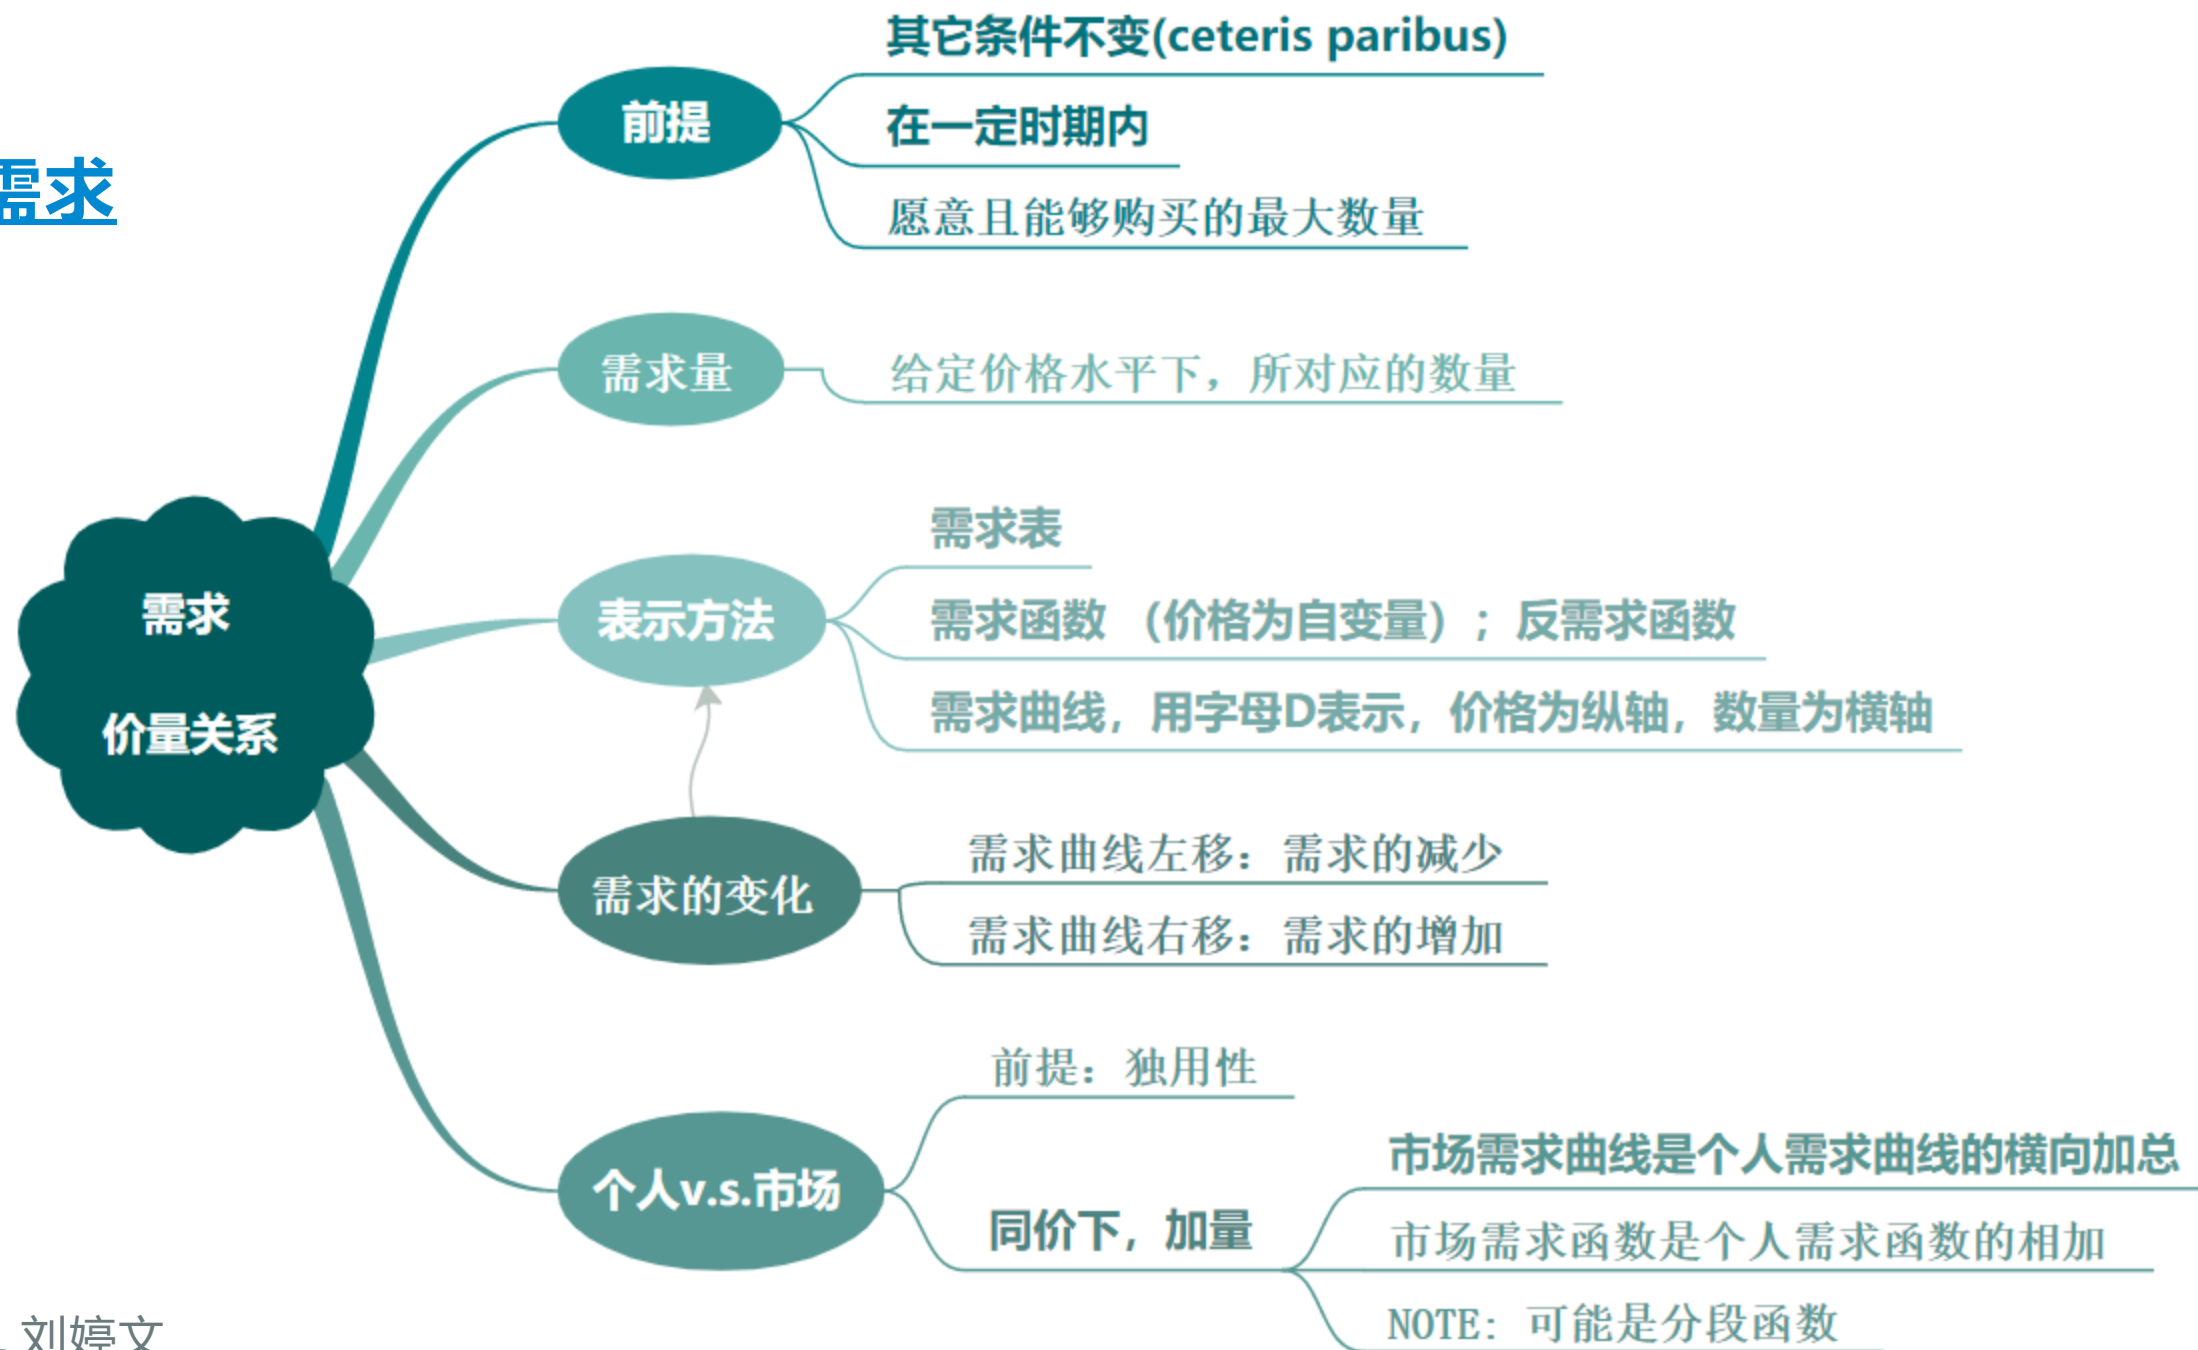 需求
前提
其它条件不变(ceteris paribus)
在一定时期内
愿意且能够购买的最大数量
需求量
给定价格水平下，所对应的数量
需求
价量关系
表示方法
需求表
需求函数 （价格为自变量）；反需求函数
需求曲线，用字母D表示，价格为纵轴，数量为横轴
需求的变化
需求曲线左移：需求的减少
需求曲线右移：需求的增加
个人v.s.市场
前提：独用性
同价下，加量
市场需求曲线是个人需求曲线的横向加总
市场需求函数是个人需求函数的相加
NOTE: 可能是分段函数
刘婷文